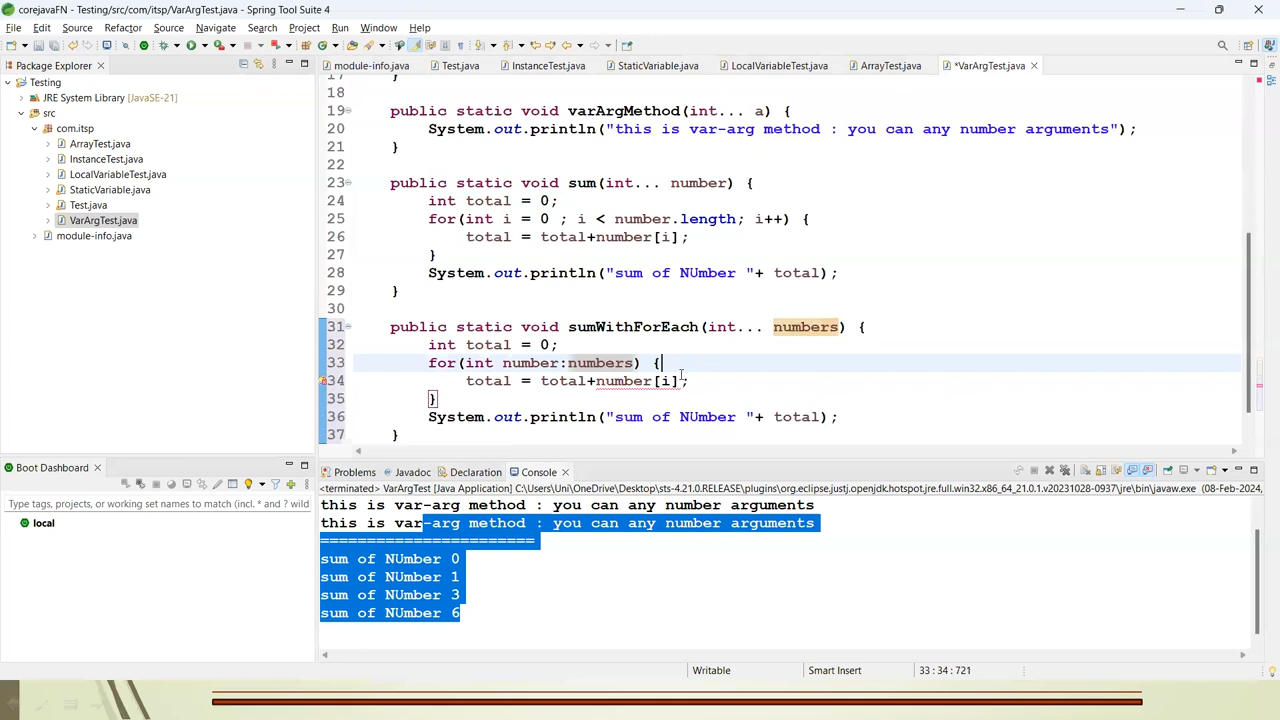 corejavaFN - Testing/src/com/itsp/VarArgTest.java - Spring Tool Suite 4
File Edit Source Refactor Source Navigate Search Project Run Window Help
Package Explorer
module-info.java Test.java InstanceTest.java StaticVariable.java LocalVariableTest.java ArrayTest.java *VarArgTest.java
Testing
JRE System Library [JavaSE-21]
src
com.itsp
ArrayTest.java
InstanceTest.java
LocalVariableTest.java
StaticVariable.java
Test.java
VarArgTest.java
module-info.java
17 }
18
19 public static void varArgMethod(int... a) {
20 System.out.println("this is var-arg method : you can any number arguments");
21 }
22
23 public static void sum(int... number) {
24 int total = 0;
25 for(int i = 0 ; i < number.length; i++) {
26 total = total+number[i];
27 }
28 System.out.println("sum of NUmber "+ total);
29 }
30
31 public static void sumWithForEach(int... numbers) {
32 int total = 0;
33 for(int number:numbers) {
34 total = total+number[i];
35 }
36 System.out.println("sum of NUmber "+ total);
37 }
Boot Dashboard
Type tags, projects, or working set names to match (incl. * and ? wild
local
Problems Javadoc Declaration Console
<terminated> VarArgTest [Java Application] C:\Users\Uni\OneDrive\Desktop\sts-4.21.0.RELEASE\plugins\org.eclipse.justj.openjdk.hotspot.jre.full.win32.x86_64_21.0.1.v20231028-0937\jre\bin\javaw.exe (08-Feb-2024,
this is var-arg method : you can any number arguments
this is var-arg method : you can any number arguments
=======================
sum of NUmber 0
sum of NUmber 1
sum of NUmber 3
sum of NUmber 6
Writable Smart Insert 33 : 34 : 721